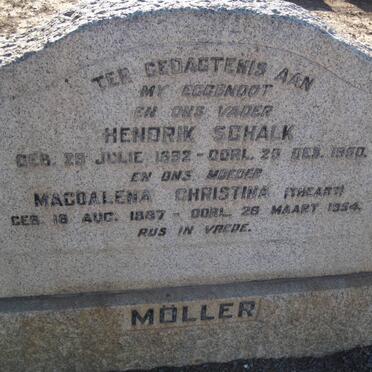 TER GEDAGTENIS AAN
MY EGGENOOT
EN ONS VADER
HENDRIK SCHALK
GEB. 29 JULIE 1882 - OORL. 20 DES. 1950.
EN ONS MOEDER
MAGDALENA CHRISTINA (THEART)
GEB. 18 AUG. 1887 - OORL. 28 MAART 1954.
RUS IN VREDE.
MÖLLER